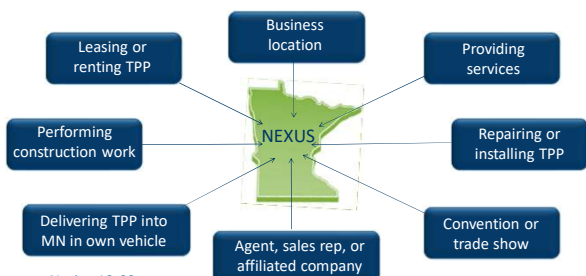 Business
location
Leasing or
renting TPP
Providing
services
NEXUS
Performing
construction work
Repairing or
installing TPP
Delivering TPP into
MN in own vehicle
Convention or
trade show
Agent, sales rep, or
affiliated company